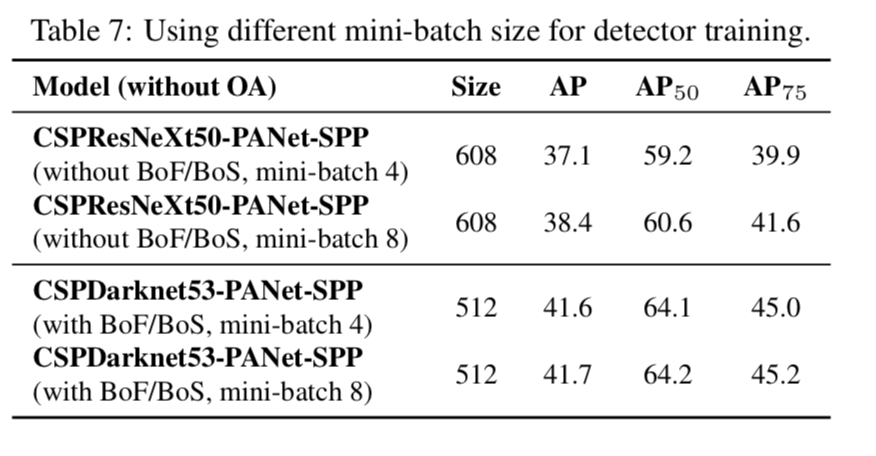 Table 7: Using different mini-batch size for detector training.
Model (without OA) Size AP AP50 AP75
CSPResNeXt50-PANet-SPP
(without BoF/BoS, mini-batch 4) 608 37.1 59.2 39.9
CSPResNeXt50-PANet-SPP
(without BoF/BoS, mini-batch 8) 608 38.4 60.6 41.6
CSPDarknet53-PANet-SPP
(with BoF/BoS, mini-batch 4) 512 41.6 64.1 45.0
CSPDarknet53-PANet-SPP
(with BoF/BoS, mini-batch 8) 512 41.7 64.2 45.2